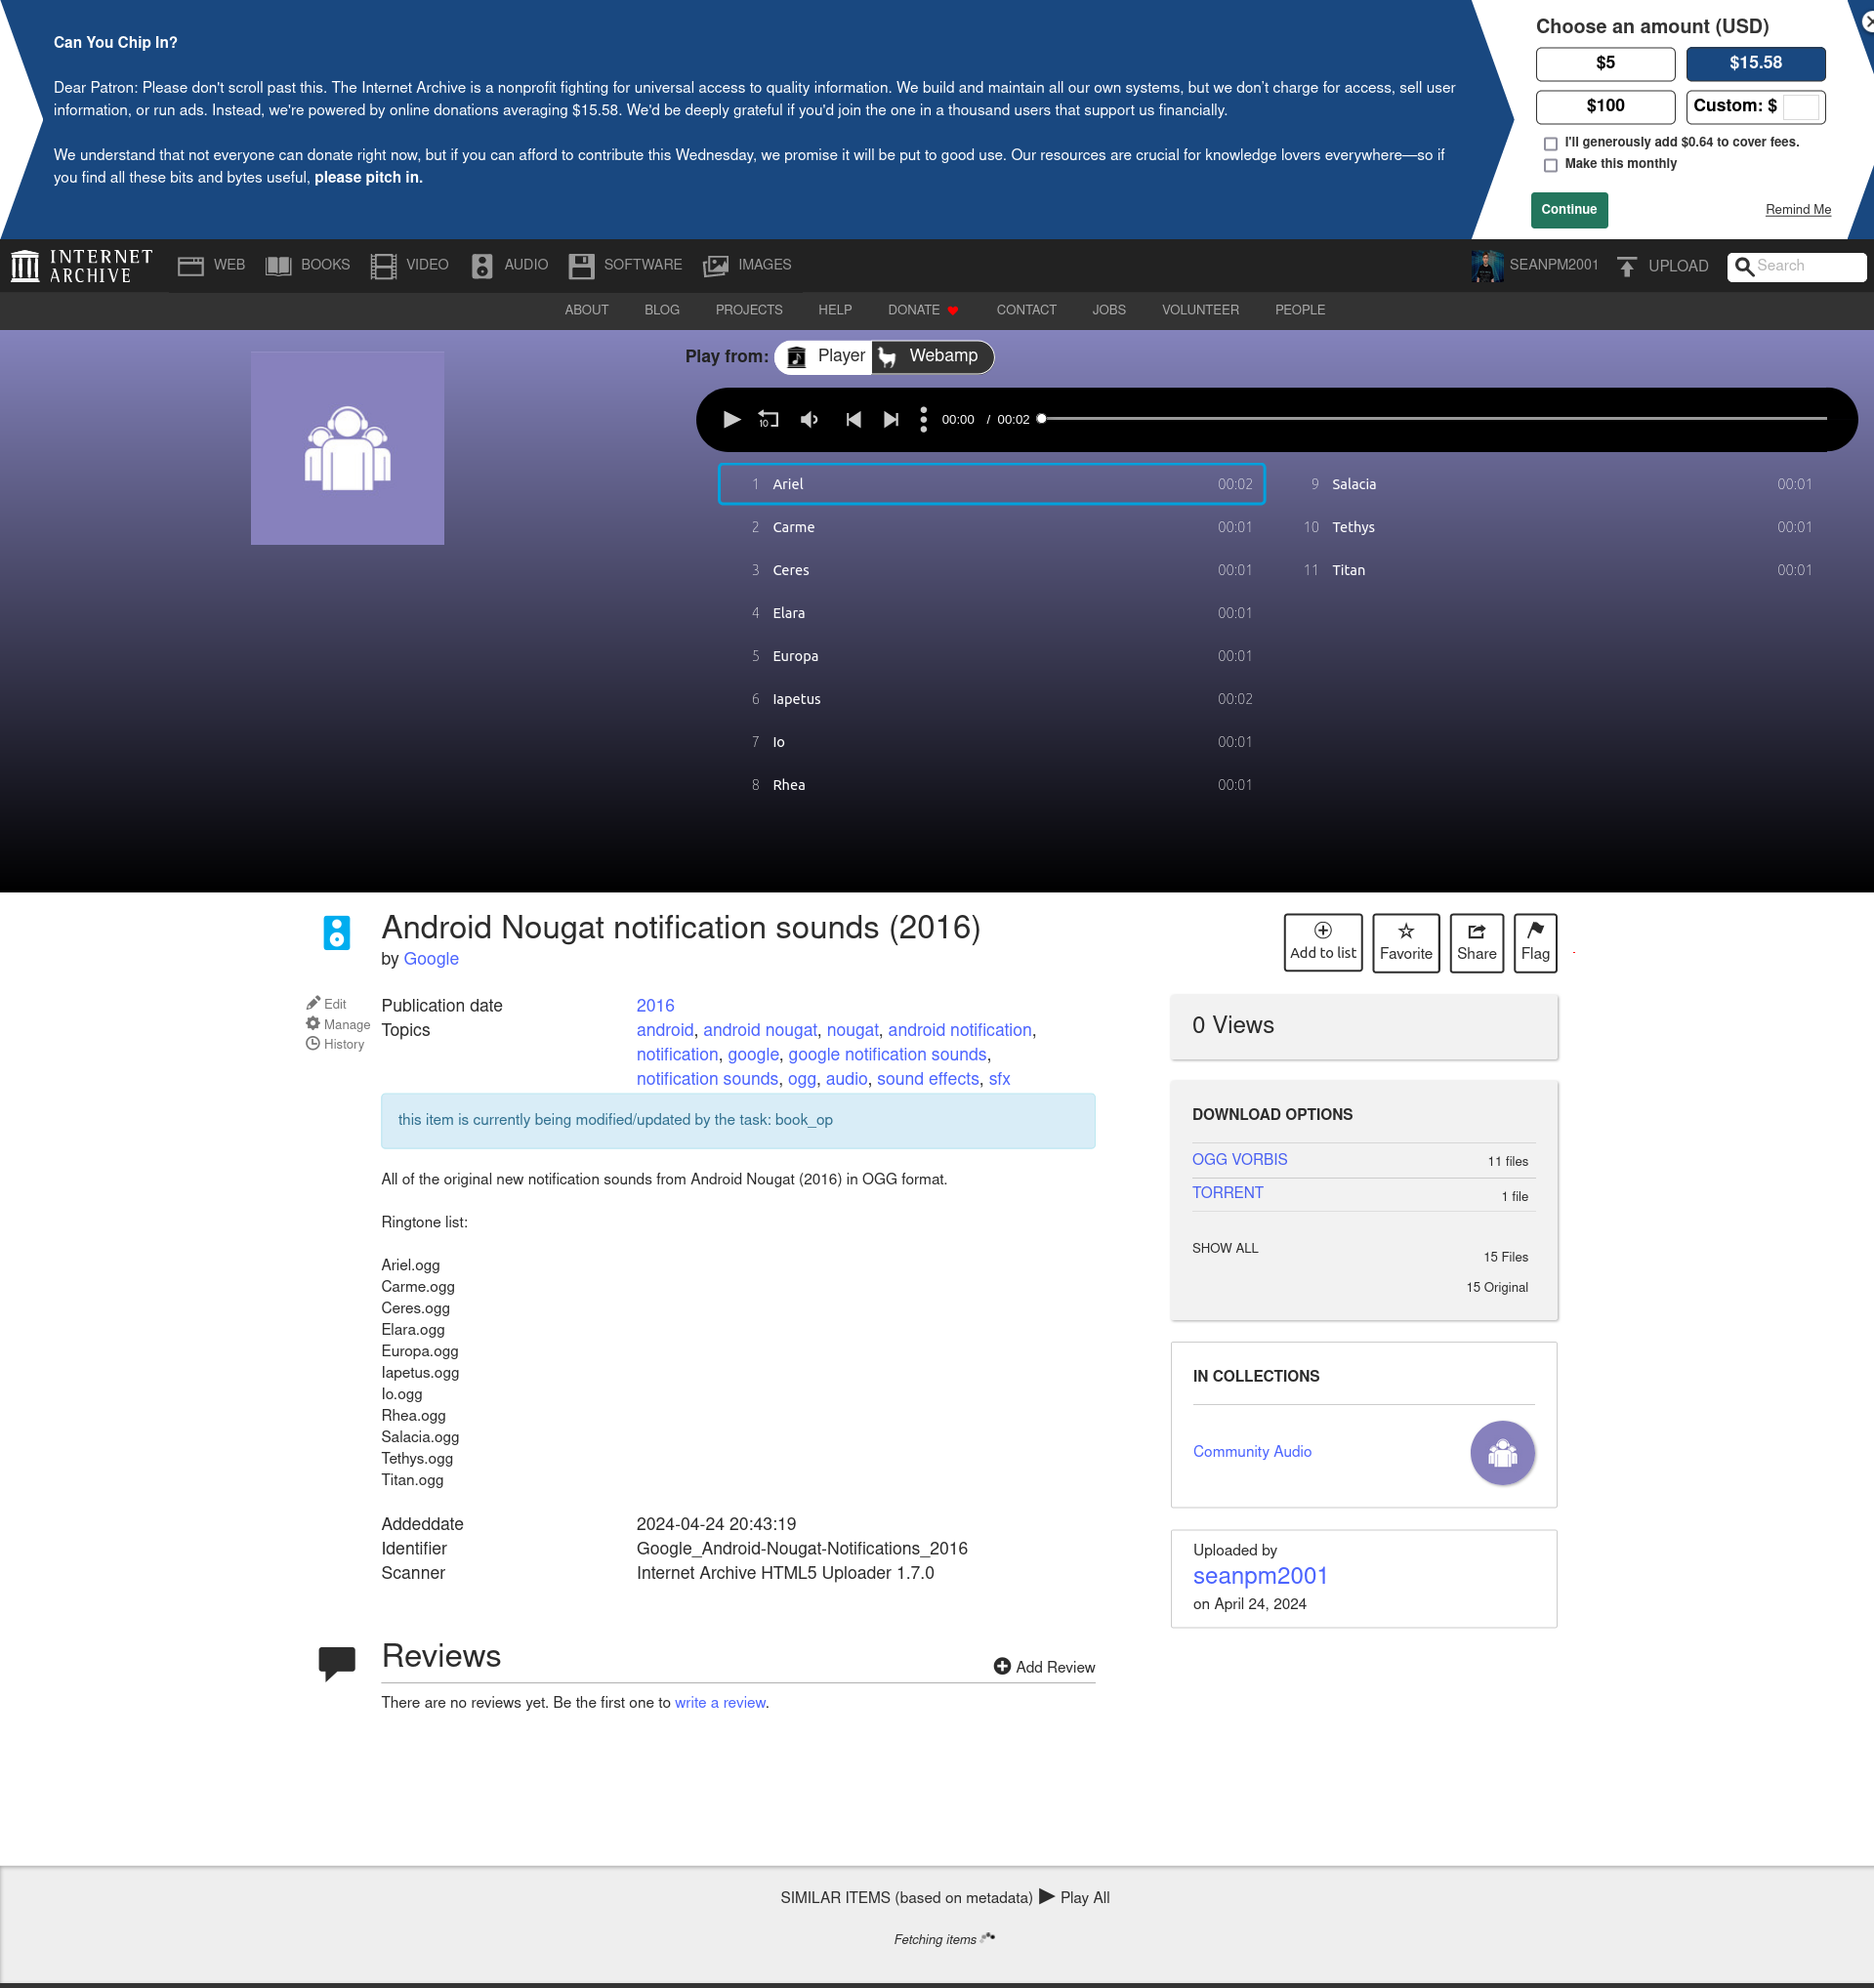 Can You Chip In?
Dear Patron: Please don't scroll past this. The Internet Archive is a nonprofit fighting for universal access to quality information. We build and maintain all our own systems, but we don’t charge for access, sell user
information, or run ads. Instead, we're powered by online donations averaging $15.58. We'd be deeply grateful if you'd join the one in a thousand users that support us financially.
We understand that not everyone can donate right now, but if you can afford to contribute this Wednesday, we promise it will be put to good use. Our resources are crucial for knowledge lovers everywhere—so if
you find all these bits and bytes useful, please pitch in.
Choose an amount (USD)
$5
$15.58
$100
Custom: $
I'll generously add $0.64 to cover fees.
Make this monthly
Continue
Remind Me
INTERNET
ARCHIVE
WEB
BOOKS
VIDEO
AUDIO
SOFTWARE
IMAGES
SEANPM2001
UPLOAD
Search
ABOUT
BLOG
PROJECTS
HELP
DONATE
CONTACT
JOBS
VOLUNTEER
PEOPLE
Play from:
Player
Webamp
10
00:00 / 00:02
1 Ariel 00:02
2 Carme 00:01
3 Ceres 00:01
4 Elara 00:01
5 Europa 00:01
6 Iapetus 00:02
7 Io 00:01
8 Rhea 00:01
9 Salacia 00:01
10 Tethys 00:01
11 Titan 00:01
Android Nougat notification sounds (2016)
by Google
Add to list
Favorite
Share
Flag
Edit
Manage
History
Publication date 2016
Topics android, android nougat, nougat, android notification,
notification, google, google notification sounds,
notification sounds, ogg, audio, sound effects, sfx
this item is currently being modified/updated by the task: book_op
All of the original new notification sounds from Android Nougat (2016) in OGG format.
Ringtone list:
Ariel.ogg
Carme.ogg
Ceres.ogg
Elara.ogg
Europa.ogg
Iapetus.ogg
Io.ogg
Rhea.ogg
Salacia.ogg
Tethys.ogg
Titan.ogg
Addeddate 2024-04-24 20:43:19
Identifier Google_Android-Nougat-Notifications_2016
Scanner Internet Archive HTML5 Uploader 1.7.0
Reviews
Add Review
There are no reviews yet. Be the first one to write a review.
0 Views
DOWNLOAD OPTIONS
OGG VORBIS 11 files
TORRENT 1 file
SHOW ALL 15 Files
15 Original
IN COLLECTIONS
Community Audio
Uploaded by
seanpm2001
on April 24, 2024
SIMILAR ITEMS (based on metadata) Play All
Fetching items